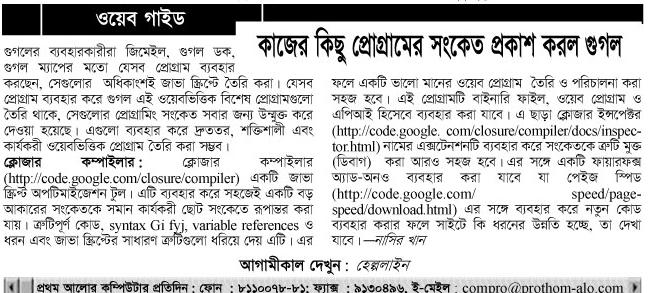 ওয়েব গাইড
কাজের কিছু প্রোগ্রামের সংকেত প্রকাশ করল গুগল
গুগলের ব্যবহারকারীরা জিমেইল, গুগল ডক,
গুগল ম্যাপের মতো যেসব প্রোগ্রাম ব্যবহার
করছেন, সেগুলোর অধিকাংশই জাভা স্ক্রিপ্টে তৈরি করা। যেসব
প্রোগ্রাম ব্যবহার করে গুগল এই ওয়েবভিত্তিক বিশেষ প্রোগ্রামগুলো
তৈরি থাকে, সেগুলোর প্রোগ্রামিং সংকেত সবার জন্য উন্মুক্ত করে
দেওয়া হয়েছে। এগুলো ব্যবহার করে দ্রুততর, শক্তিশালী এবং
কার্যকরী ওয়েবভিত্তিক প্রোগ্রাম তৈরি করা সম্ভব।
ক্লোজার কম্পাইলার: ক্লোজার কম্পাইলার
(http://code.google.com/closure/compiler) একটি জাভা
স্ক্রিপ্ট অপটিমাইজেশন টুল। এটি ব্যবহার করে সহজেই একটি বড়
আকারের সংকেতকে সমান কার্যকরী ছোট সংকেতে রূপান্তর করা
যায়। ত্রুটিপূর্ণ কোড, syntax Gi fyj, variable references ও
ধরন এবং জাভা স্ক্রিপ্টের সাধারণ ত্রুটিগুলো ধরিয়ে দেয় এটি। এর
ফলে একটি ভালো মানের ওয়েব প্রোগ্রাম তৈরি ও পরিচালনা করা
সহজ হবে। এই প্রোগ্রামটি বাইনারি ফাইল, ওয়েব প্রোগ্রাম ও
এপিআই হিসেবে ব্যবহার করা যাবে। এ ছাড়া ক্লোজার ইন্সপেক্টর
(http://code.google. com/closure/compiler/docs/inspec-
tor.html) নামের এক্সটেনশনটি ব্যবহার করে সংকেতকে ত্রুটি মুক্ত
(ডিবাগ) করা আরও সহজ হবে। এর সঙ্গে একটি ফায়ারফক্স
অ্যাড-অনও ব্যবহার করা যাবে যা পেইজ স্পিড
(http://code.google.com/ speed/page-
speed/download.html) এর সঙ্গে ব্যবহার করে নতুন কোড
ব্যবহার করার ফলে সাইটে কি ধরনের উন্নতি হচ্ছে, তা দেখা
যাবে। —নাসির খান
আগামীকাল দেখুন : হেল্পলাইন
প্রথম আলোর কম্পিউটার প্রতিদিন : ফোন : ৮১১০০৭৮-৮১; ফ্যাক্স : ৯১৩০৪৯৬, ই-মেইল : compro@prothom-alo.com